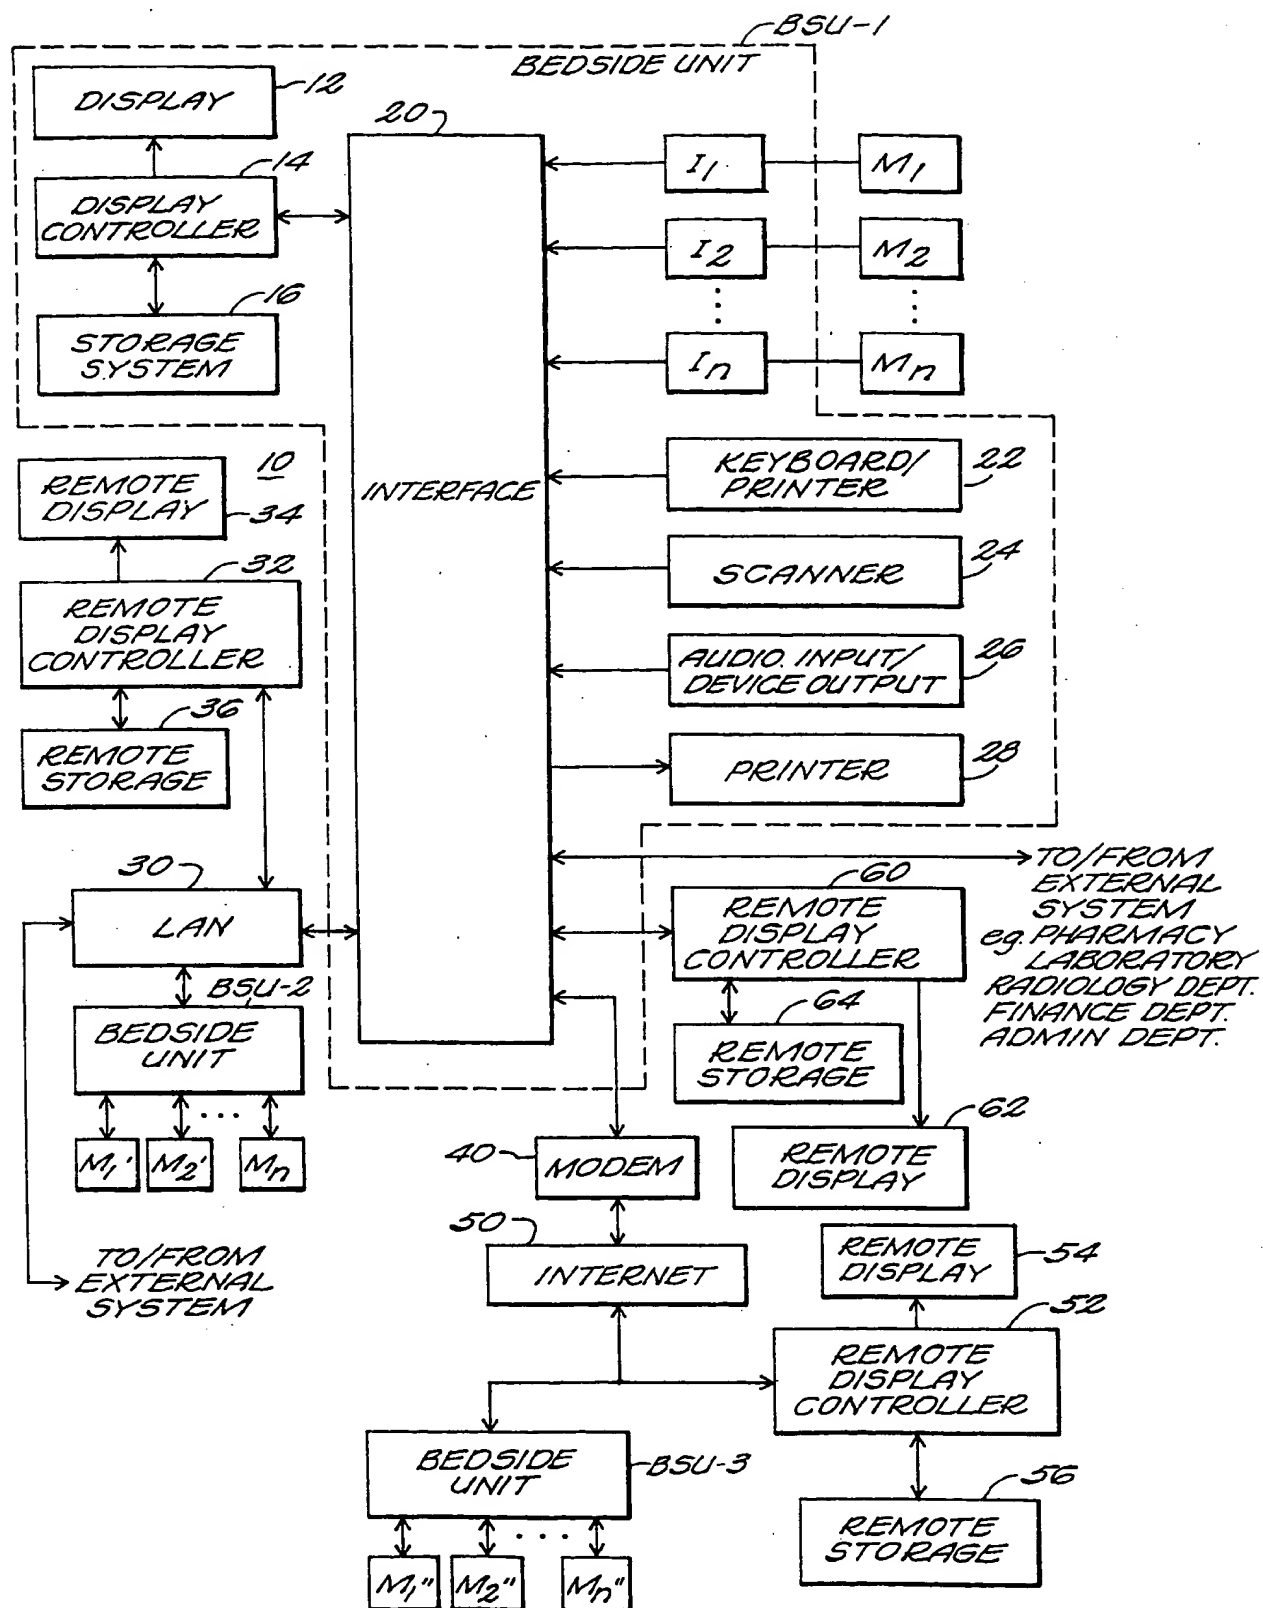 BSU-1
BEDSIDE UNIT
DISPLAY
12
20
14
DISPLAY
CONTROLLER
16
STORAGE
SYSTEM
INTERFACE
I1
M1
I2
M2
In
Mn
KEYBOARD/
PRINTER
22
SCANNER
24
AUDIO. INPUT/
DEVICE OUTPUT
26
PRINTER
28
10
REMOTE
DISPLAY
34
32
REMOTE
DISPLAY
CONTROLLER
36
REMOTE
STORAGE
30
LAN
BSU-2
BEDSIDE
UNIT
M1'
M2'
Mn
TO/FROM
EXTERNAL
SYSTEM
TO/FROM
EXTERNAL
SYSTEM
eg. PHARMACY
LABORATORY
RADIOLOGY DEPT.
FINANCE DEPT.
ADMIN DEPT.
60
REMOTE
DISPLAY
CONTROLLER
64
REMOTE
STORAGE
62
REMOTE
DISPLAY
40
MODEM
50
INTERNET
REMOTE
DISPLAY
54
52
REMOTE
DISPLAY
CONTROLLER
56
REMOTE
STORAGE
BEDSIDE
UNIT
BSU-3
M1"
M2"
Mn"